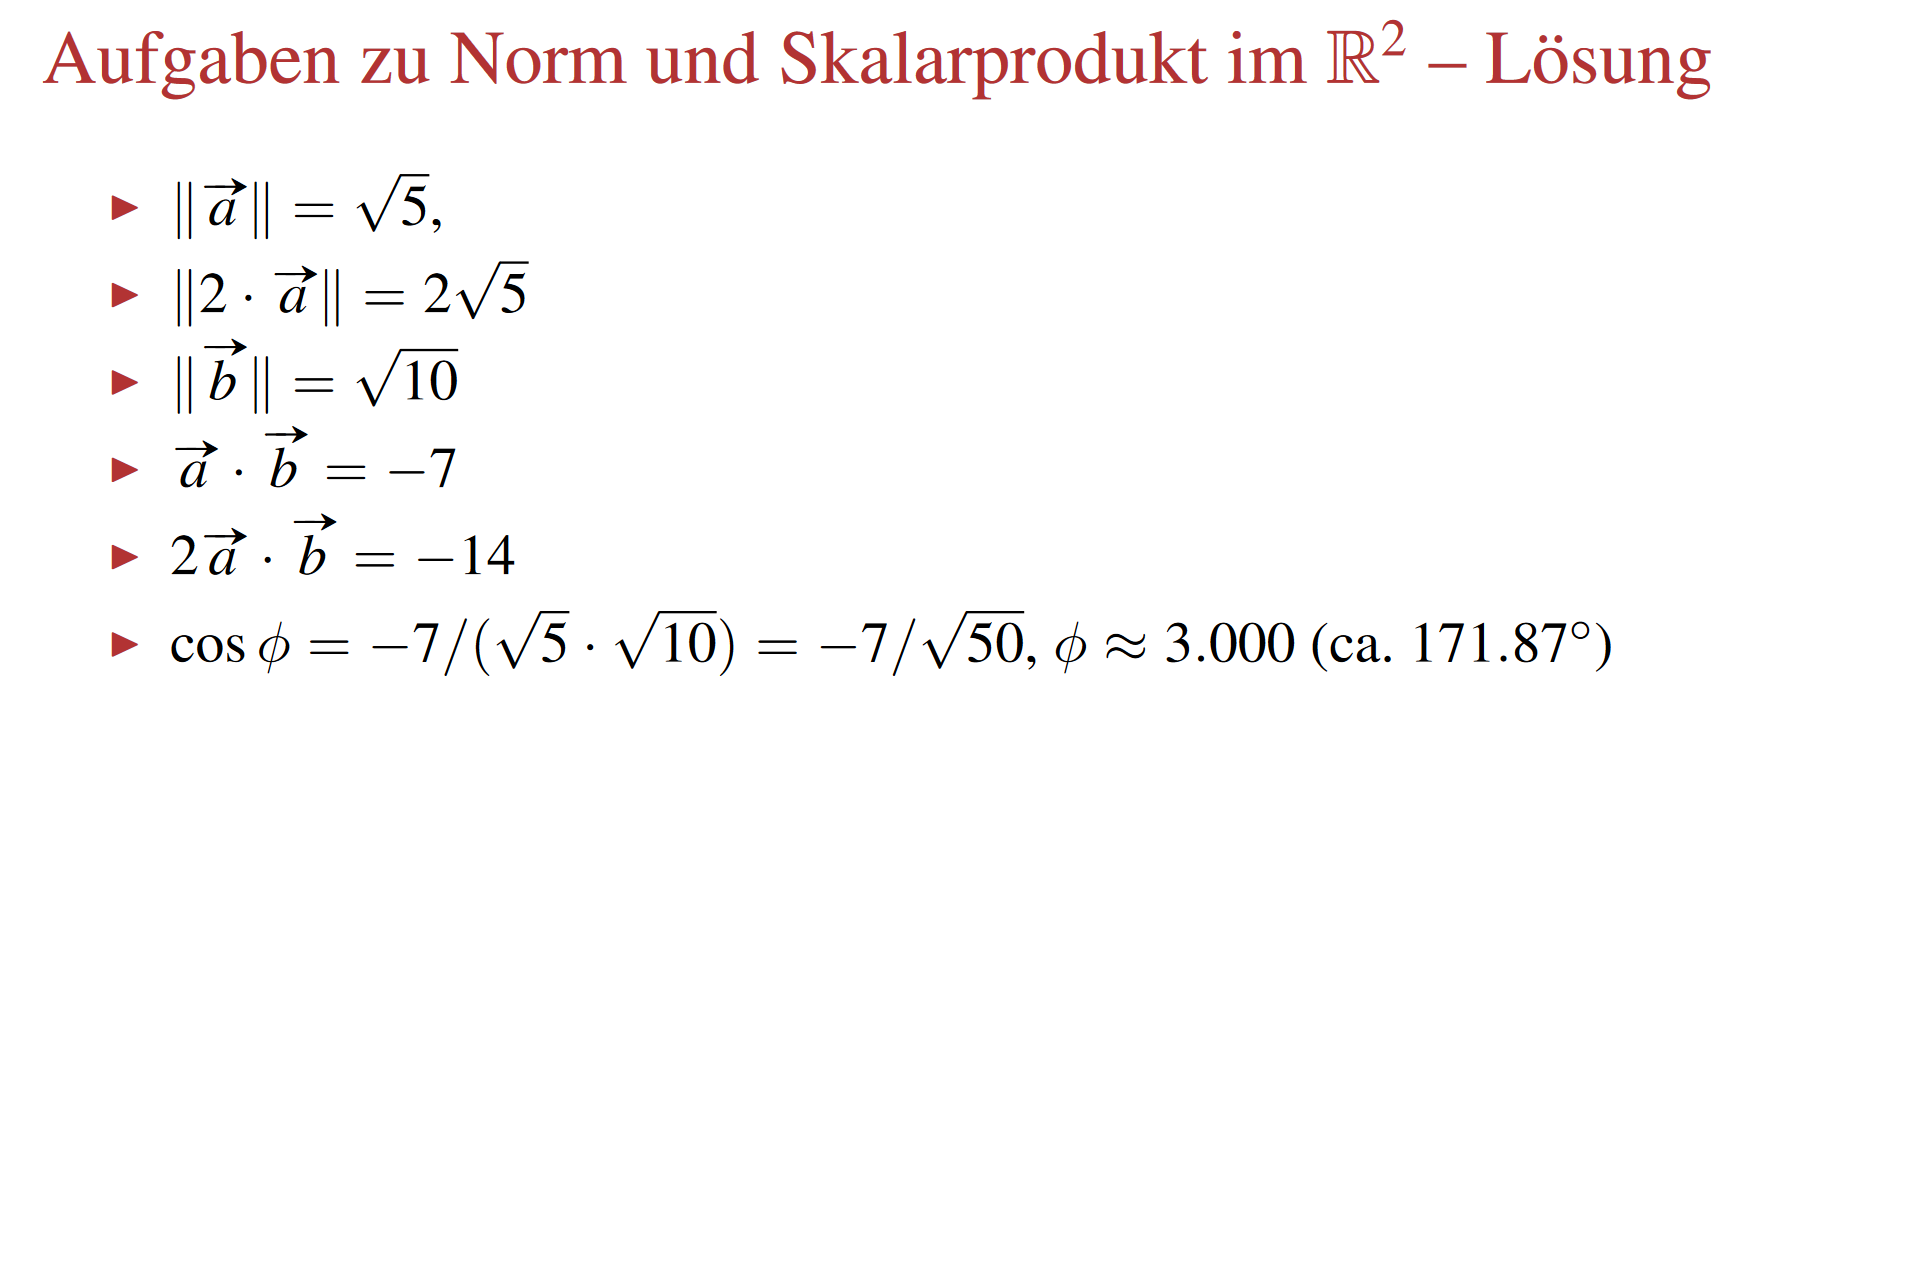 Aufgaben zu Norm und Skalarprodukt im ℝ² – Lösung
▶ ‖a⃗‖ = √5,
▶ ‖2 · a⃗‖ = 2√5
▶ ‖b⃗‖ = √10
▶ a⃗ · b⃗ = −7
▶ 2a⃗ · b⃗ = −14
▶ cos ϕ = −7/(√5 · √10) = −7/√50, ϕ ≈ 3.000 (ca. 171.87°)